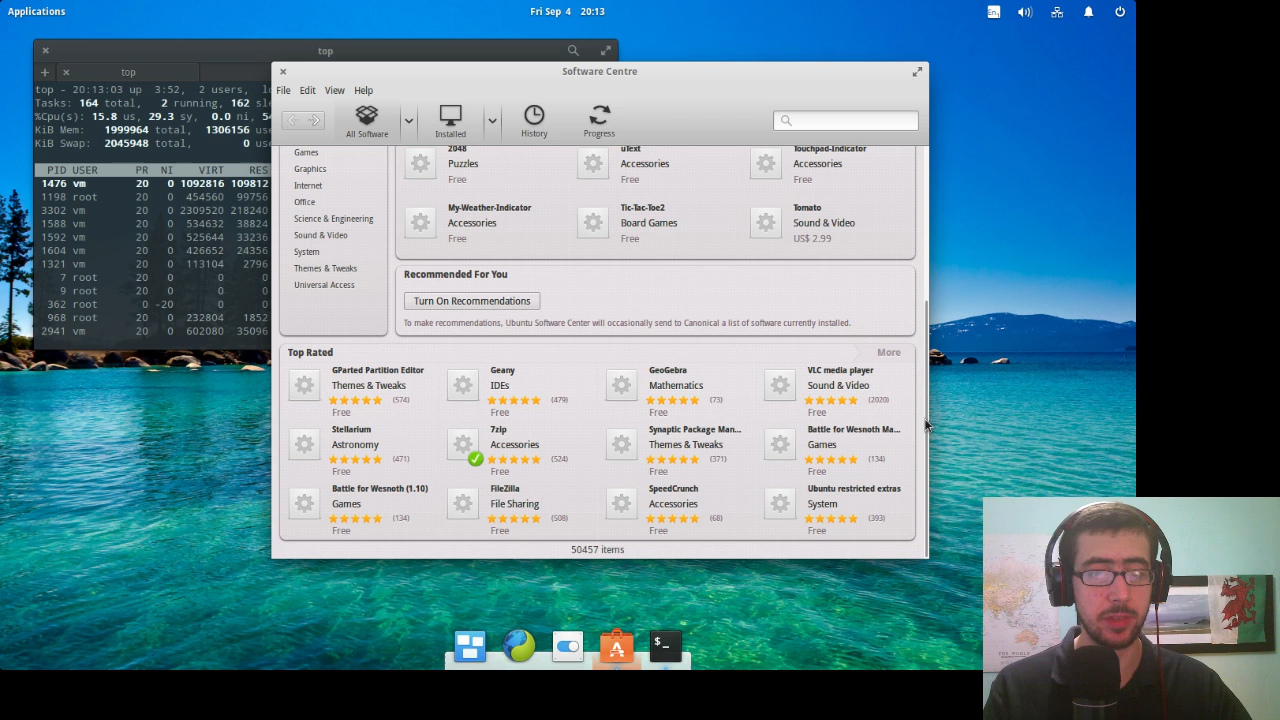 Applications
Fri Sep 4 20:13
En1
top
top
top - 20:13:03 up 3:52, 2 users, l
Tasks: 164 total, 2 running, 162 sl
%Cpu(s): 15.8 us, 29.3 sy, 0.0 ni, 5
KiB Mem: 1999964 total, 1306156 us
KiB Swap: 2045948 total, 0 us
PID USER PR NI VIRT RES
1476 vm 20 0 1092816 109812
1198 root 20 0 454560 99756
3302 vm 20 0 2309520 218240
1588 vm 20 0 534632 38824
1592 vm 20 0 525644 33236
1604 vm 20 0 426652 24356
1321 vm 20 0 113104 2796
7 root 20 0 0 0
9 root 20 0 0 0
362 root 0 -20 0 0
968 root 20 0 232804 1852
2941 vm 20 0 602080 35096
Software Centre
File Edit View Help
All Software
Installed
History
Progress
Games
Graphics
Internet
Office
Science & Engineering
Sound & Video
System
Themes & Tweaks
Universal Access
2048
Puzzles
Free
uText
Accessories
Free
Touchpad-Indicator
Accessories
Free
My-Weather-Indicator
Accessories
Free
Tic-Tac-Toe2
Board Games
Free
Tomato
Sound & Video
US$ 2.99
Recommended For You
Turn On Recommendations
To make recommendations, Ubuntu Software Center will occasionally send to Canonical a list of software currently installed.
Top Rated
More
GParted Partition Editor
Themes & Tweaks
(574)
Free
Geany
IDEs
(479)
Free
GeoGebra
Mathematics
(73)
Free
VLC media player
Sound & Video
(2020)
Free
Stellarium
Astronomy
(471)
Free
7zip
Accessories
(524)
Free
Synaptic Package Man...
Themes & Tweaks
(371)
Free
Battle for Wesnoth Ma...
Games
(134)
Free
Battle for Wesnoth (1.10)
Games
(134)
Free
FileZilla
File Sharing
(508)
Free
SpeedCrunch
Accessories
(68)
Free
Ubuntu restricted extras
System
(393)
Free
50457 items